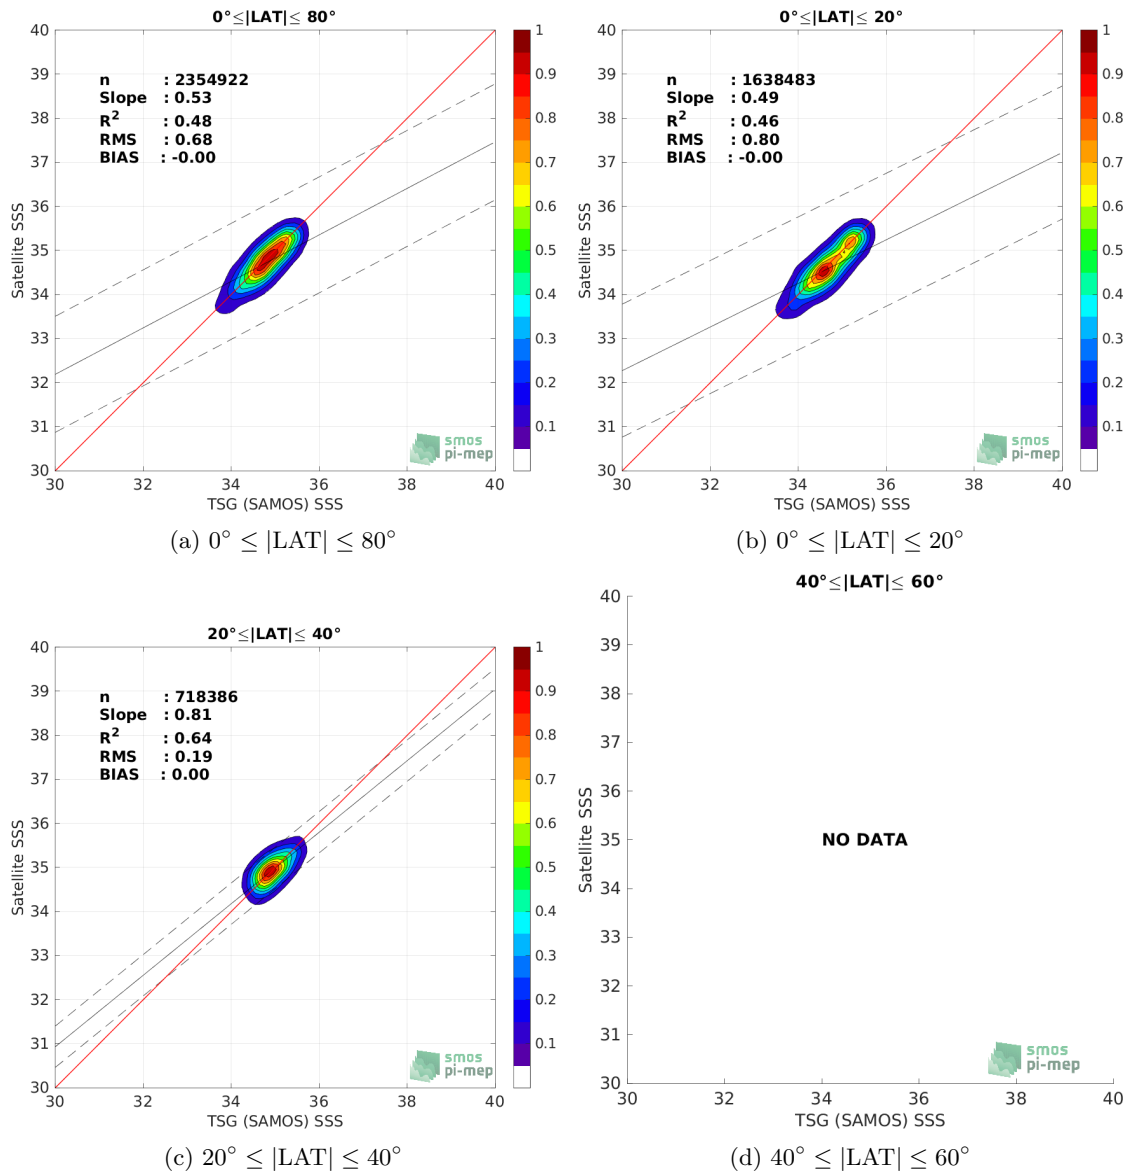 0°≤|LAT|≤ 80°
40
39
38
37
36
35
34
33
32
31
30
Satellite SSS
n : 2354922
Slope : 0.53
R2 : 0.48
RMS : 0.68
BIAS : -0.00
smos
pi-mep
30 32 34 36 38 40
TSG (SAMOS) SSS
1
0.9
0.8
0.7
0.6
0.5
0.4
0.3
0.2
0.1
(a) 0° ≤ |LAT| ≤ 80°
0°≤|LAT|≤ 20°
40
39
38
37
36
35
34
33
32
31
30
Satellite SSS
n : 1638483
Slope : 0.49
R2 : 0.46
RMS : 0.80
BIAS : -0.00
smos
pi-mep
30 32 34 36 38 40
TSG (SAMOS) SSS
1
0.9
0.8
0.7
0.6
0.5
0.4
0.3
0.2
0.1
(b) 0° ≤ |LAT| ≤ 20°
20°≤|LAT|≤ 40°
40
39
38
37
36
35
34
33
32
31
30
Satellite SSS
n : 718386
Slope : 0.81
R2 : 0.64
RMS : 0.19
BIAS : 0.00
smos
pi-mep
30 32 34 36 38 40
TSG (SAMOS) SSS
1
0.9
0.8
0.7
0.6
0.5
0.4
0.3
0.2
0.1
(c) 20° ≤ |LAT| ≤ 40°
40°≤|LAT|≤ 60°
40
39
38
37
36
35
34
33
32
31
30
Satellite SSS
NO DATA
smos
pi-mep
30 32 34 36 38 40
TSG (SAMOS) SSS
(d) 40° ≤ |LAT| ≤ 60°